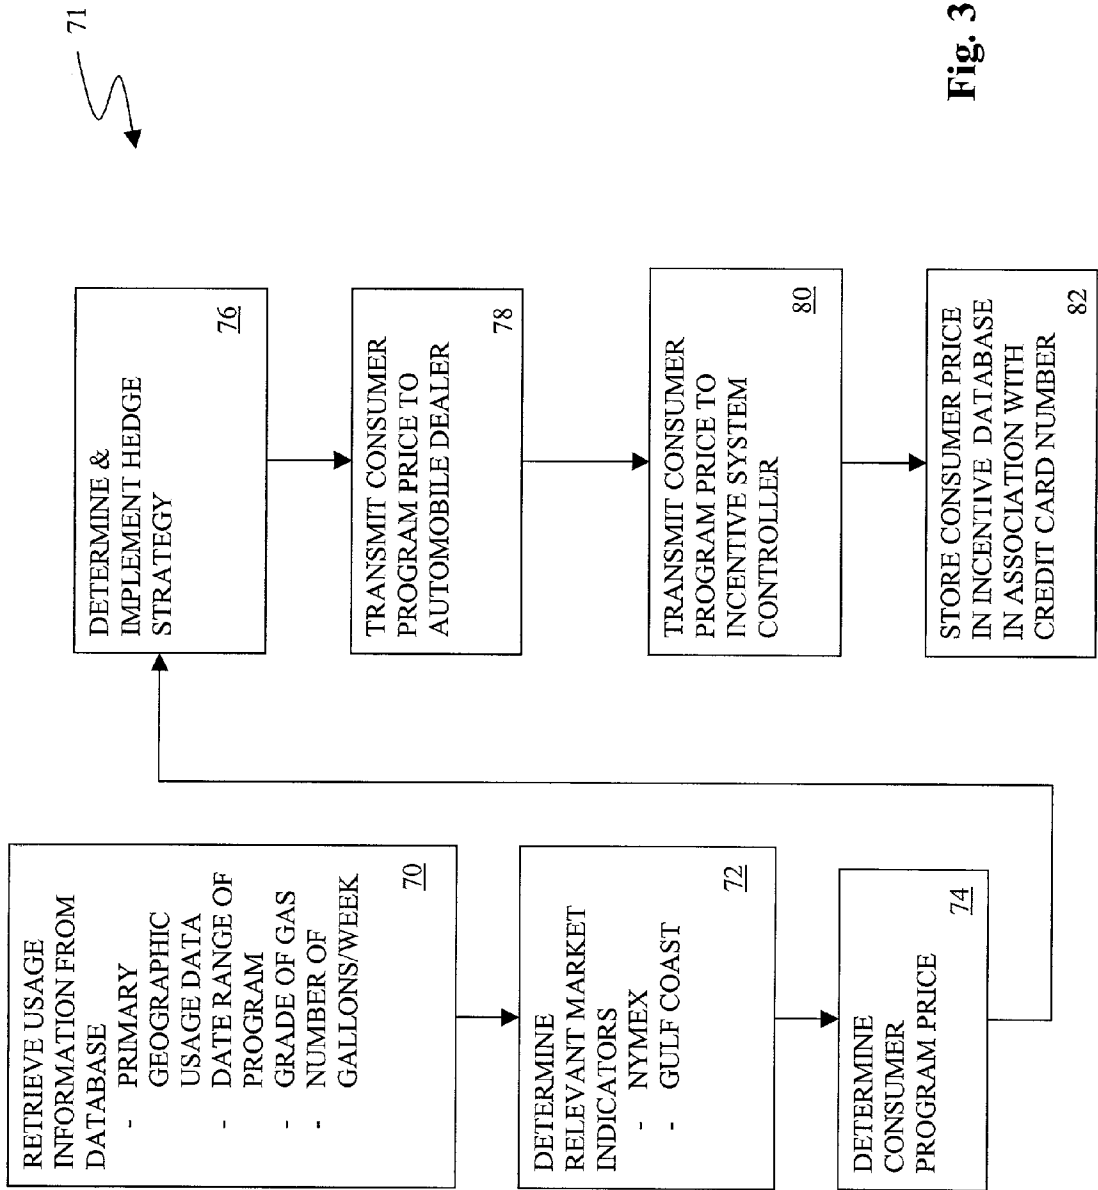 71
RETRIEVE USAGE
INFORMATION FROM
DATABASE
- PRIMARY
GEOGRAPHIC
USAGE DATA
- DATE RANGE OF
PROGRAM
- GRADE OF GAS
- NUMBER OF
GALLONS/WEEK
70
DETERMINE
RELEVANT MARKET
INDICATORS
- NYMEX
- GULF COAST
72
DETERMINE
CONSUMER
PROGRAM PRICE
74
DETERMINE &
IMPLEMENT HEDGE
STRATEGY
76
TRANSMIT CONSUMER
PROGRAM PRICE TO
AUTOMOBILE DEALER
78
TRANSMIT CONSUMER
PROGRAM PRICE TO
INCENTIVE SYSTEM
CONTROLLER
80
STORE CONSUMER PRICE
IN INCENTIVE DATABASE
IN ASSOCIATION WITH
CREDIT CARD NUMBER
82
Fig. 3